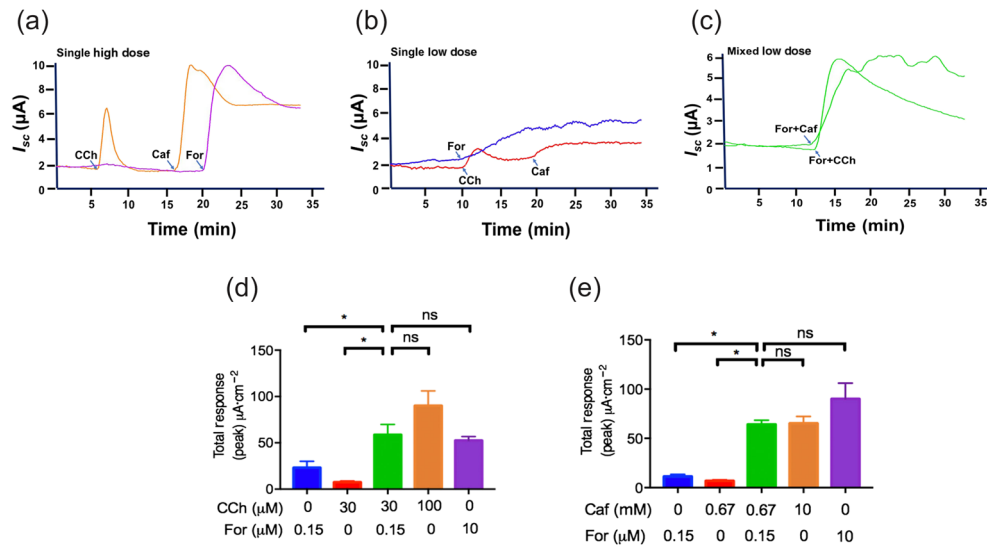 (a)
Single high dose
10
8
6
4
2
0
I_sc (µA)
CCh
Caf
For
5
10
15
20
25
30
35
Time (min)
(b)
Single low dose
10
8
6
4
2
0
I_sc (µA)
For
CCh
Caf
5
10
15
20
25
30
35
Time (min)
(c)
Mixed low dose
6
5
4
3
2
1
0
I_sc (µA)
For+Caf
For+CCh
5
10
15
20
25
30
35
Time (min)
(d)
*
ns
*
ns
150
100
50
0
Total response
(peak) µA·cm⁻²
CCh (µM) 0 30 30 100 0
For (µM) 0.15 0 0.15 0 10
(e)
*
ns
*
ns
150
100
50
0
Total response
(peak) µA·cm⁻²
Caf (mM) 0 0.67 0.67 10 0
For (µM) 0.15 0 0.15 0 10